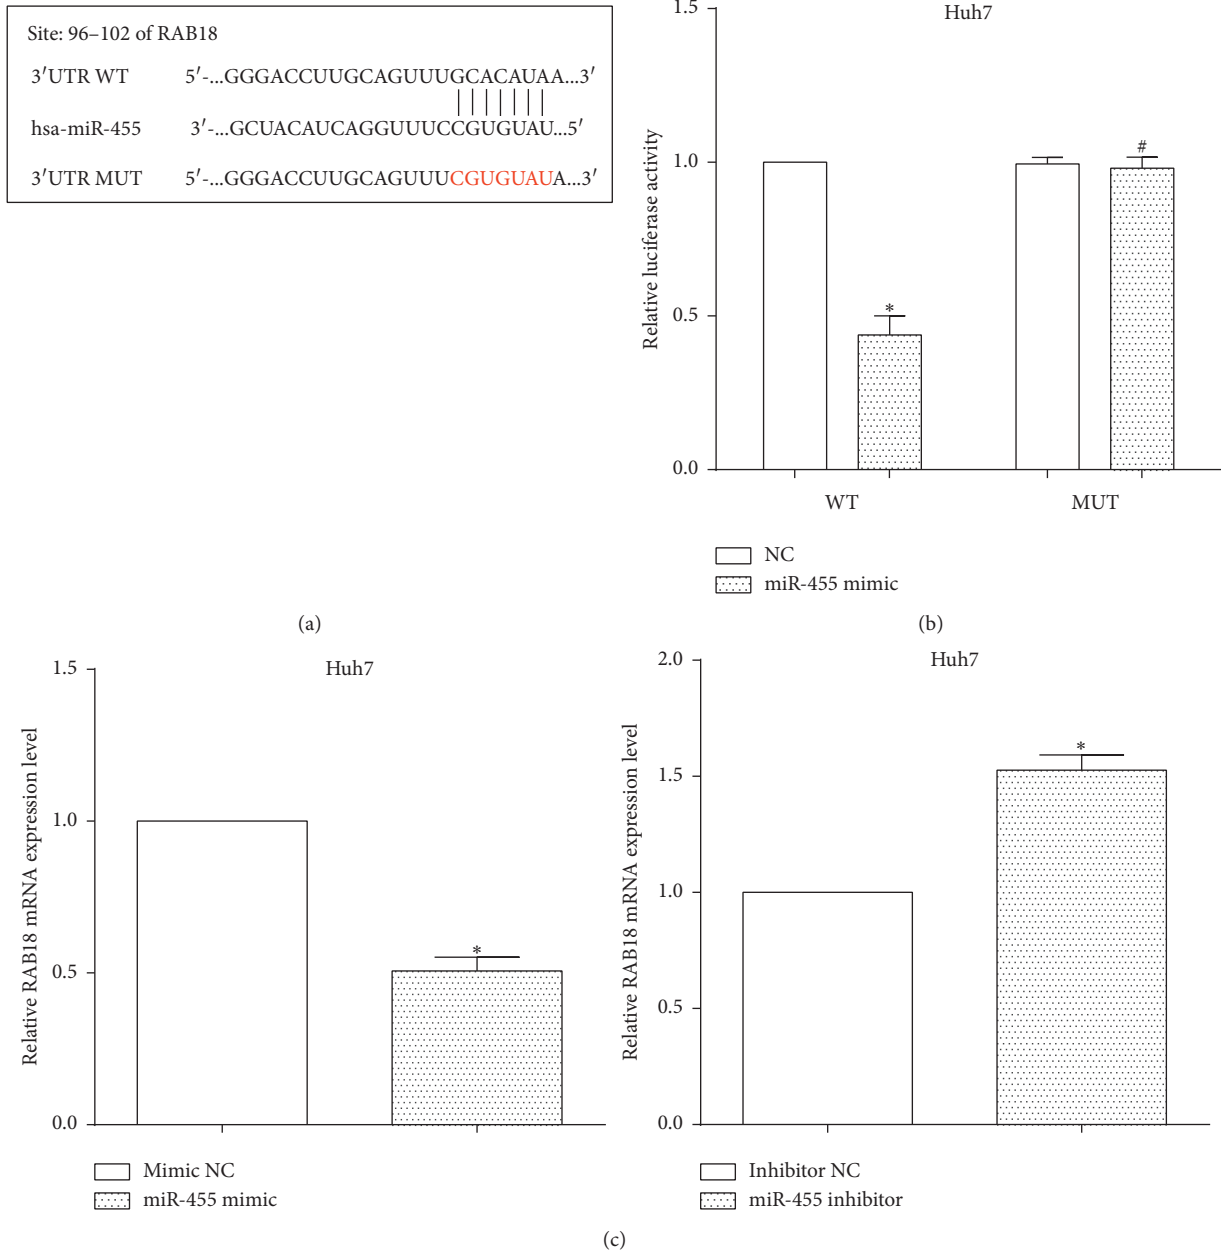 Site: 96–102 of RAB18
3′UTR WT 5′-...GGGACCUUGCAGUUUGCACAUAA...3′
hsa-miR-455 3′-...GCUACAUCAGGUUUCCGUGUAU...5′
3′UTR MUT 5′-...GGGACCUUGCAGUUUCGUGUAUA...3′
(a)
Huh7
Relative luciferase activity
1.5
1.0
0.5
0.0
*
#
WT MUT
NC
miR-455 mimic
(b)
Huh7
Relative RAB18 mRNA expression level
1.5
1.0
0.5
0.0
*
Mimic NC
miR-455 mimic
Huh7
Relative RAB18 mRNA expression level
2.0
1.5
1.0
0.5
0.0
*
Inhibitor NC
miR-455 inhibitor
(c)